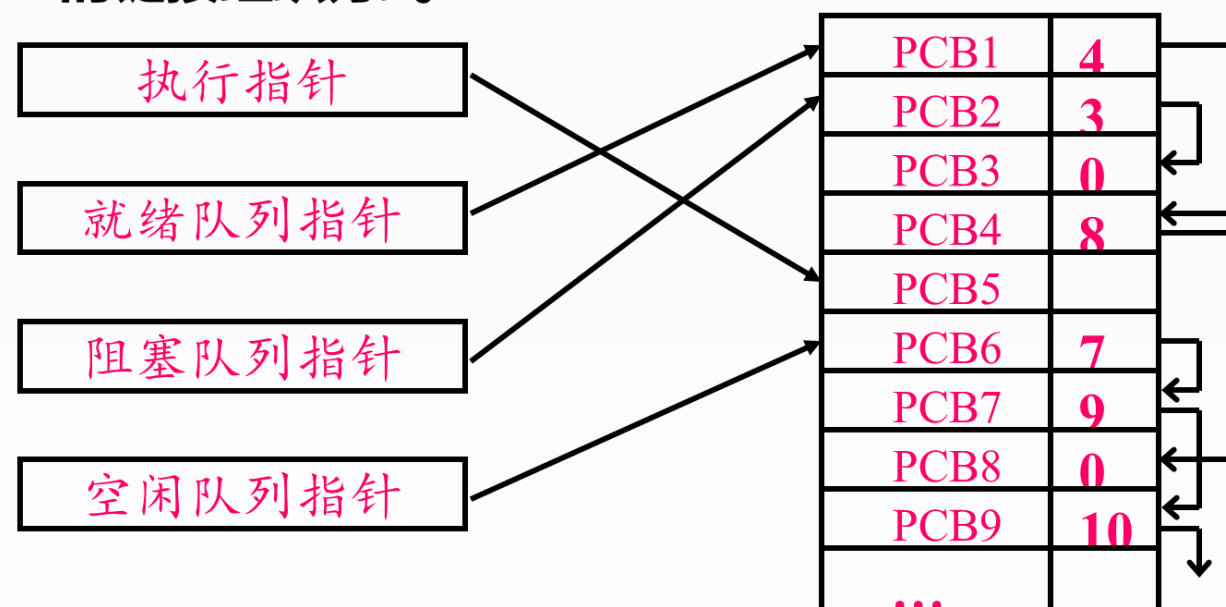 执行指针
就绪队列指针
阻塞队列指针
空闲队列指针
PCB1 4
PCB2 3
PCB3 0
PCB4 8
PCB5
PCB6 7
PCB7 9
PCB8 0
PCB9 10
…